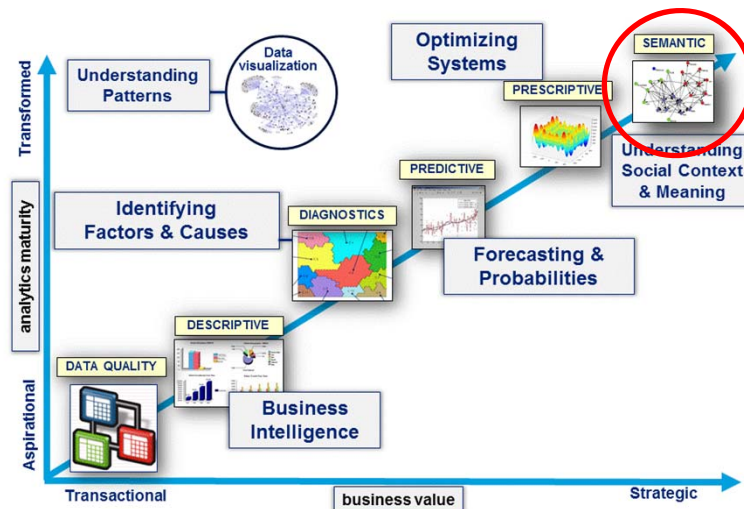 Data
visualization
Understanding
Patterns
Optimizing
Systems
SEMANTIC
PRESCRIPTIVE
Understanding
Social Context
& Meaning
PREDICTIVE
Identifying
Factors & Causes
DIAGNOSTICS
Forecasting &
Probabilities
DESCRIPTIVE
DATA QUALITY
Business
Intelligence
Transformed
analytics maturity
Aspirational
Transactional
business value
Strategic